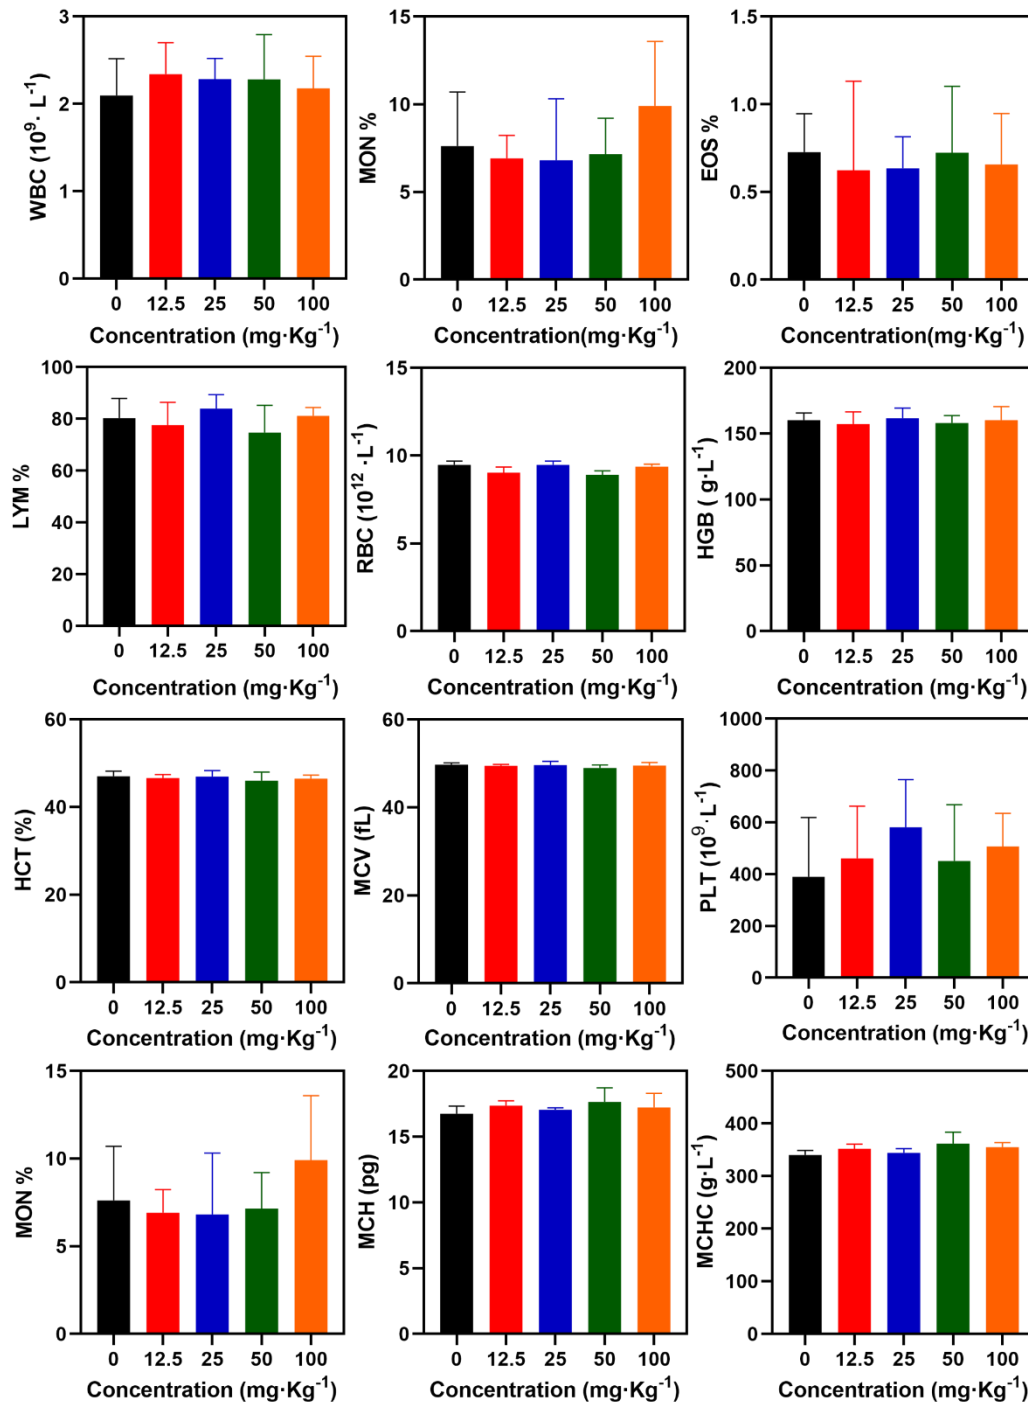 WBC (10⁹· L⁻¹)
3
2
1
0
0 12.5 25 50 100
Concentration (mg·Kg⁻¹)
MON %
15
10
5
0
0 12.5 25 50 100
Concentration(mg·Kg⁻¹)
EOS %
1.5
1.0
0.5
0.0
0 12.5 25 50 100
Concentration(mg·Kg⁻¹)
LYM %
100
80
60
40
20
0
0 12.5 25 50 100
Concentration (mg·Kg⁻¹)
RBC (10¹² ·L⁻¹)
15
10
5
0
0 12.5 25 50 100
Concentration (mg·Kg⁻¹)
HGB ( g·L⁻¹)
200
150
100
50
0
0 12.5 25 50 100
Concentration (mg·Kg⁻¹)
HCT (%)
60
40
20
0
0 12.5 25 50 100
Concentration (mg·Kg⁻¹)
MCV (fL)
60
40
20
0
0 12.5 25 50 100
Concentration (mg·Kg⁻¹)
PLT (10⁹·L⁻¹)
1000
800
600
400
200
0
0 12.5 25 50 100
Concentration (mg·Kg⁻¹)
MON %
15
10
5
0
0 12.5 25 50 100
Concentration (mg·Kg⁻¹)
MCH (pg)
20
15
10
5
0
0 12.5 25 50 100
Concentration (mg·Kg⁻¹)
MCHC (g·L⁻¹)
500
400
300
200
100
0
0 12.5 25 50 100
Concentration (mg·Kg⁻¹)